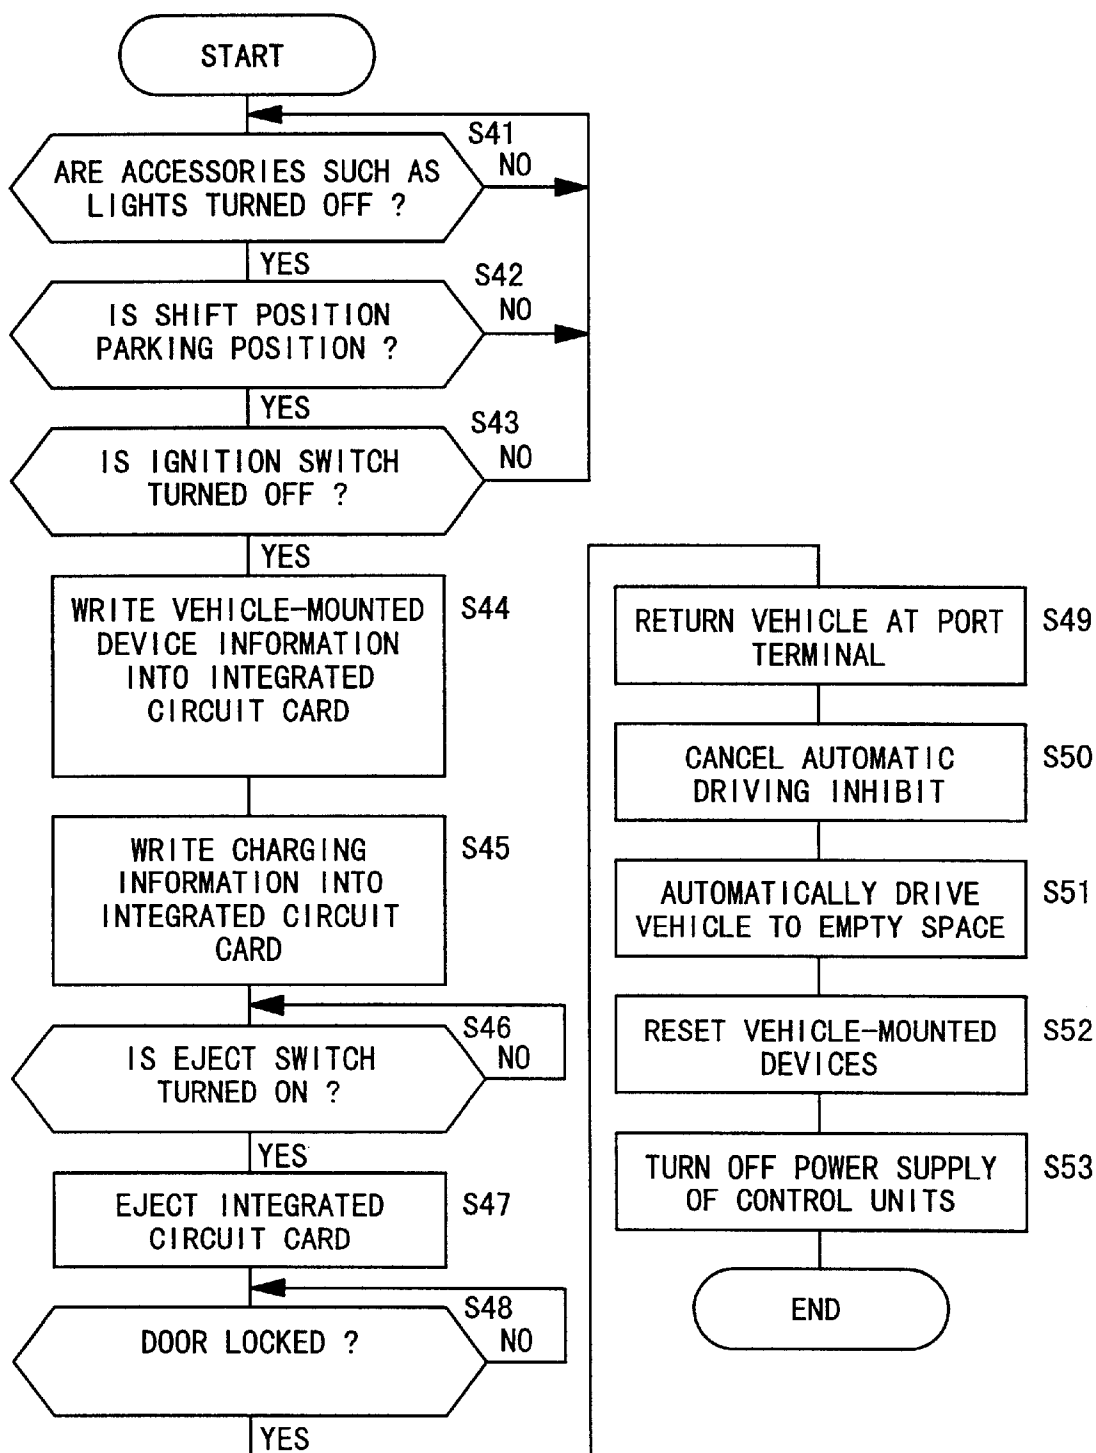 START
S41
ARE ACCESSORIES SUCH AS
LIGHTS TURNED OFF ?
NO
YES
S42
IS SHIFT POSITION
PARKING POSITION ?
NO
YES
S43
IS IGNITION SWITCH
TURNED OFF ?
NO
YES
WRITE VEHICLE-MOUNTED
DEVICE INFORMATION
INTO INTEGRATED
CIRCUIT CARD
S44
WRITE CHARGING
INFORMATION INTO
INTEGRATED CIRCUIT
CARD
S45
S46
IS EJECT SWITCH
TURNED ON ?
NO
YES
EJECT INTEGRATED
CIRCUIT CARD
S47
S48
DOOR LOCKED ?
NO
YES
RETURN VEHICLE AT PORT
TERMINAL
S49
CANCEL AUTOMATIC
DRIVING INHIBIT
S50
AUTOMATICALLY DRIVE
VEHICLE TO EMPTY SPACE
S51
RESET VEHICLE-MOUNTED
DEVICES
S52
TURN OFF POWER SUPPLY
OF CONTROL UNITS
S53
END